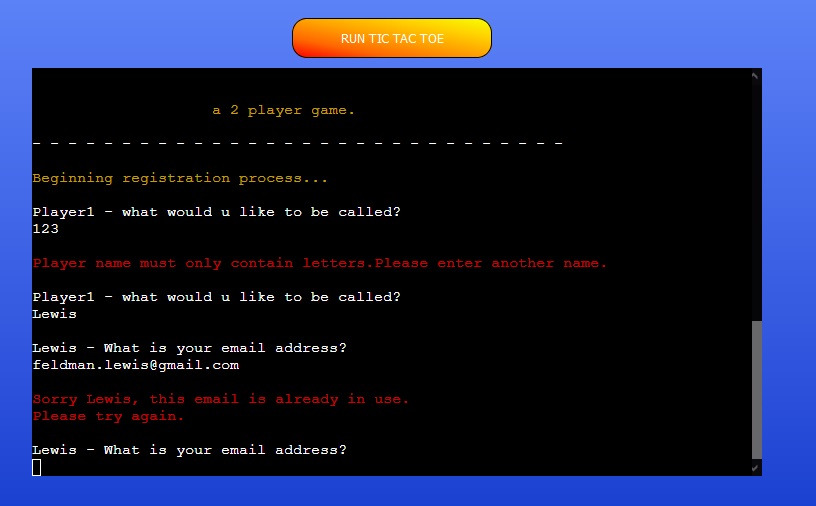 RUN TIC TAC TOE
a 2 player game.
- - - - - - - - - - - - - - - - - - - - - - - - - - - - - -
Beginning registration process...
Player1 - what would u like to be called?
123
Player name must only contain letters.Please enter another name.
Player1 - what would u like to be called?
Lewis
Lewis - What is your email address?
feldman.lewis@gmail.com
Sorry Lewis, this email is already in use.
Please try again.
Lewis - What is your email address?